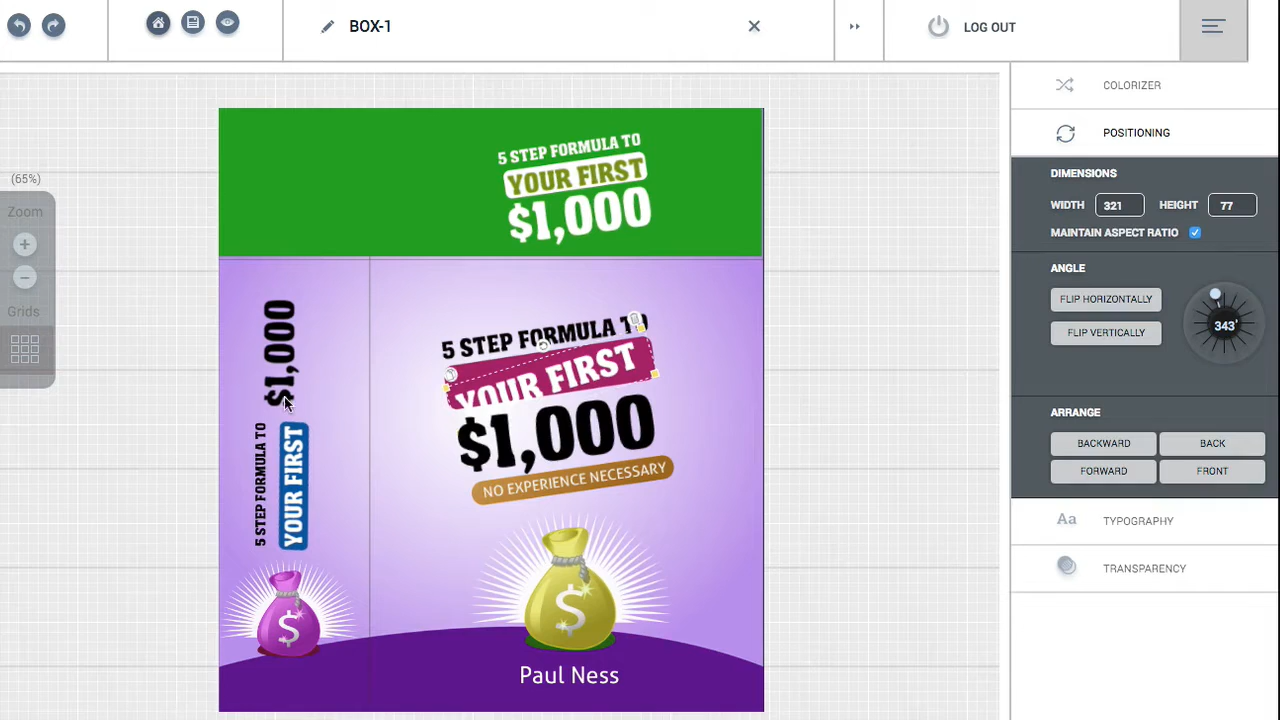 BOX-1
LOG OUT
(65%)
Zoom
Grids
5 STEP FORMULA TO
YOUR FIRST
$1,000
5 STEP FORMULA TO
YOUR FIRST
$1,000
$
5 STEP FORMULA TO
YOUR FIRST
$1,000
NO EXPERIENCE NECESSARY
$
Paul Ness
COLORIZER
POSITIONING
DIMENSIONS
WIDTH 321 HEIGHT 77
MAINTAIN ASPECT RATIO
ANGLE
FLIP HORIZONTALLY
FLIP VERTICALLY
343°
ARRANGE
BACKWARD BACK
FORWARD FRONT
Aa TYPOGRAPHY
TRANSPARENCY